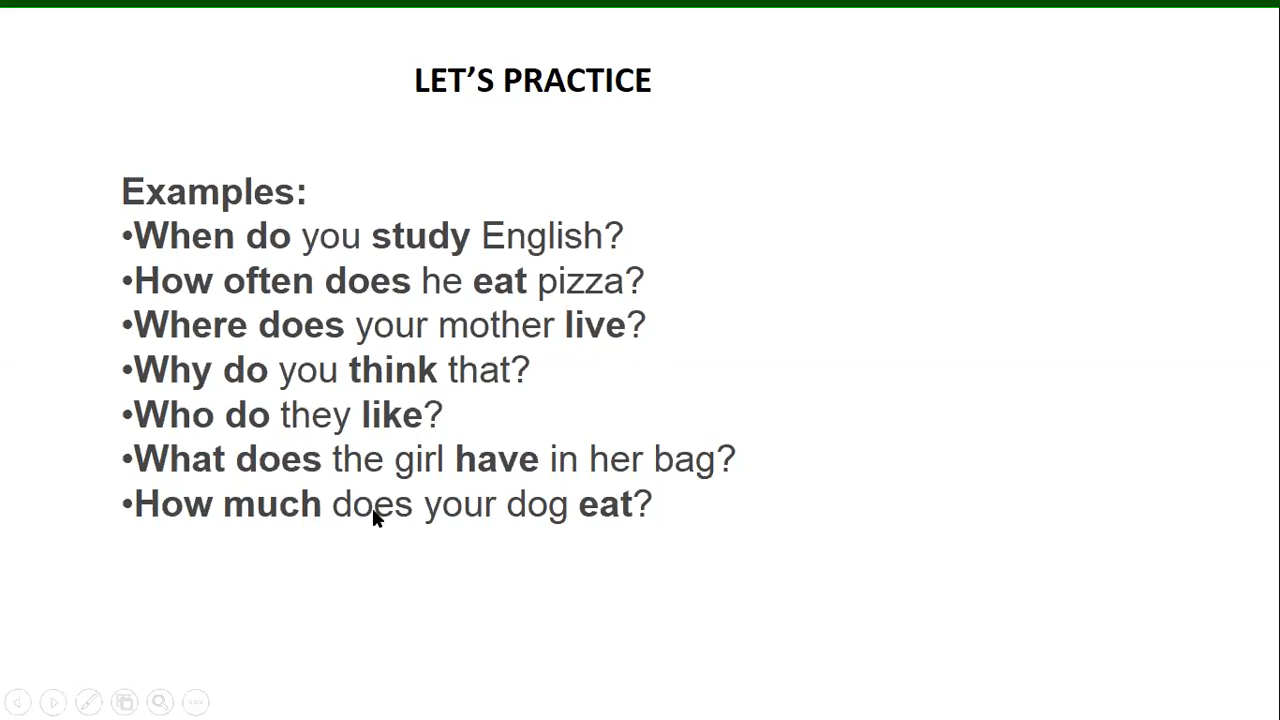 LET’S PRACTICE
Examples:
•When do you study English?
•How often does he eat pizza?
•Where does your mother live?
•Why do you think that?
•Who do they like?
•What does the girl have in her bag?
•How much does your dog eat?